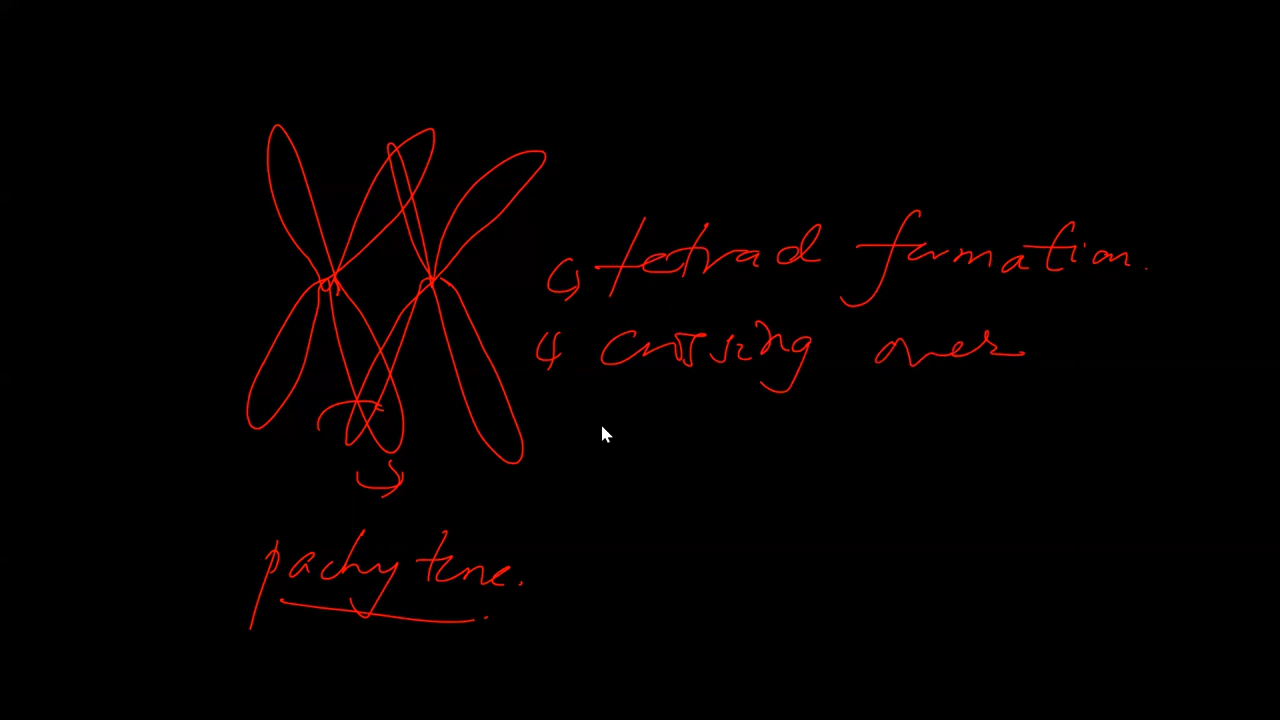 ↳ tetrad formation.
↳ crossing over
pachytene.